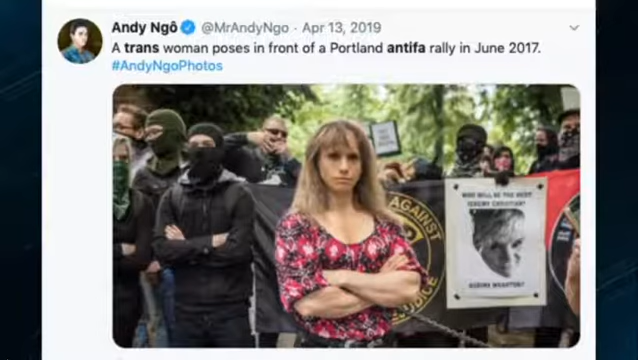 Andy Ngô @MrAndyNgo · Apr 13, 2019
A trans woman poses in front of a Portland antifa rally in June 2017.
#AndyNgoPhotos
AGAINST
WHO WILL BE THE NEXT
JEREMY CHRISTIAN?